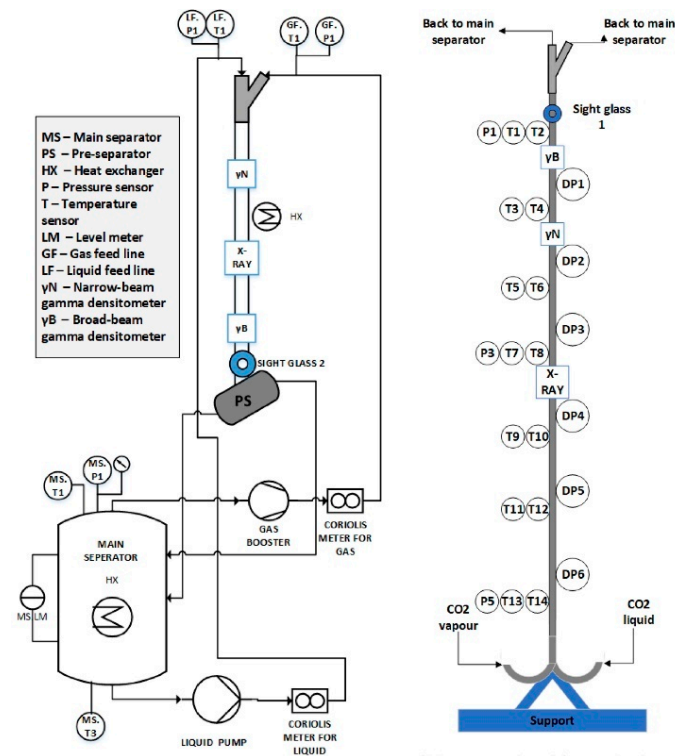 LF.
P1
LF.
T1
GF.
T1
GF.
P1
MS – Main separator
PS – Pre-separator
HX – Heat exchanger
P – Pressure sensor
T – Temperature
sensor
LM – Level meter
GF – Gas feed line
LF – Liquid feed line
γN – Narrow-beam
gamma densitometer
γB – Broad-beam
gamma densitometer
γN
HX
X-
RAY
γB
SIGHT GLASS 2
PS
MS.
T1
MS.
P1
MAIN
SEPERATOR
HX
MS LM
GAS
BOOSTER
CORIOLIS
METER FOR
GAS
MS.
T3
LIQUID PUMP
CORIOLIS
METER FOR
LIQUID
Back to main
separator
Back to main
separator
Sight glass
1
P1 T1 T2
γB
DP1
T3 T4
γN
DP2
T5 T6
DP3
P3 T7 T8
X-
RAY
DP4
T9 T10
DP5
T11 T12
DP6
P5 T13 T14
CO2
vapour
CO2
liquid
Support